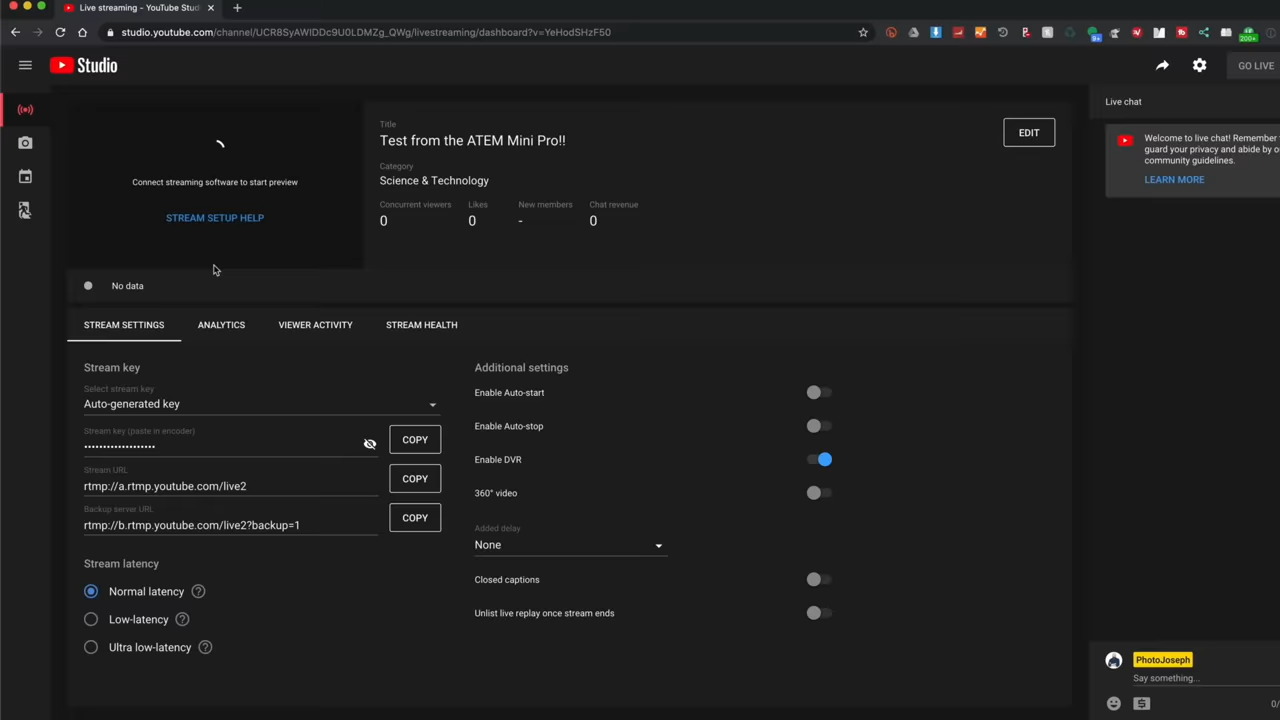 Live streaming - YouTube Stud
studio.youtube.com/channel/UCR8SyAWIDDc9U0LDMZg_QWg/livestreaming/dashboard?v=YeHodSHzF50
9+
200+
Studio
GO LIVE
Connect streaming software to start preview
STREAM SETUP HELP
Title
Test from the ATEM Mini Pro!!
EDIT
Category
Science & Technology
Concurrent viewers Likes New members Chat revenue
0 0 - 0
No data
STREAM SETTINGS ANALYTICS VIEWER ACTIVITY STREAM HEALTH
Stream key
Select stream key
Auto-generated key
Stream key (paste in encoder)
••••••••••••••••••• COPY
Stream URL
rtmp://a.rtmp.youtube.com/live2 COPY
Backup server URL
rtmp://b.rtmp.youtube.com/live2?backup=1 COPY
Stream latency
Normal latency
Low-latency
Ultra low-latency
Additional settings
Enable Auto-start
Enable Auto-stop
Enable DVR
360° video
Added delay
None
Closed captions
Unlist live replay once stream ends
Live chat
Welcome to live chat! Remember
guard your privacy and abide by o
community guidelines.
LEARN MORE
PhotoJoseph
Say something...
0/